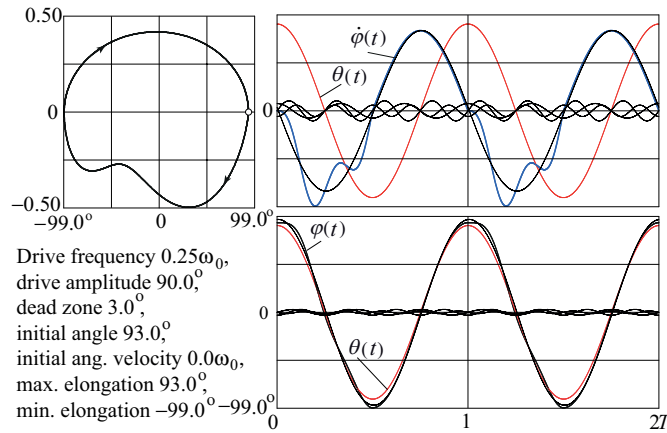 0.50
0
−0.50
−99.0° 0 99.0°
φ̇(t)
θ(t)
0
99.0°
φ(t)
0
θ(t)
−99.0°
0 1 2T
Drive frequency 0.25ω₀,
drive amplitude 90.0,°
dead zone 3.0,°
initial angle 93.0,°
initial ang. velocity 0.0ω₀,
max. elongation 93.0,°
min. elongation −99.0°